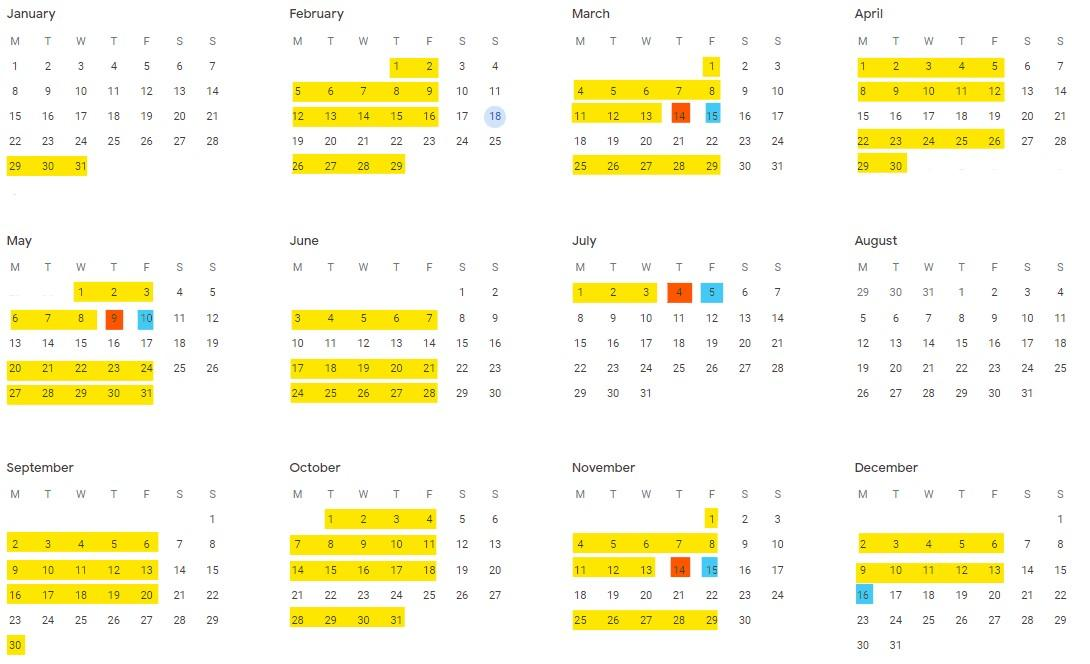 January February March April
M T W T F S S M T W T F S S M T W T F S S M T W T F S S
1 2 3 4 5 6 7 1 2 3 4 1 2 3 1 2 3 4 5 6 7
8 9 10 11 12 13 14 5 6 7 8 9 10 11 4 5 6 7 8 9 10 8 9 10 11 12 13 14
15 16 17 18 19 20 21 12 13 14 15 16 17 18 11 12 13 14 15 16 17 15 16 17 18 19 20 21
22 23 24 25 26 27 28 19 20 21 22 23 24 25 18 19 20 21 22 23 24 22 23 24 25 26 27 28
29 30 31 26 27 28 29 25 26 27 28 29 30 31 29 30
May June July August
M T W T F S S M T W T F S S M T W T F S S M T W T F S S
1 2 3 4 5 1 2 1 2 3 4 5 6 7 29 30 31 1 2 3 4
6 7 8 9 10 11 12 3 4 5 6 7 8 9 8 9 10 11 12 13 14 5 6 7 8 9 10 11
13 14 15 16 17 18 19 10 11 12 13 14 15 16 15 16 17 18 19 20 21 12 13 14 15 16 17 18
20 21 22 23 24 25 26 17 18 19 20 21 22 23 22 23 24 25 26 27 28 19 20 21 22 23 24 25
27 28 29 30 31 24 25 26 27 28 29 30 29 30 31 26 27 28 29 30 31
September October November December
M T W T F S S M T W T F S S M T W T F S S M T W T F S S
1 1 2 3 4 5 6 1 2 3 1
2 3 4 5 6 7 8 7 8 9 10 11 12 13 4 5 6 7 8 9 10 2 3 4 5 6 7 8
9 10 11 12 13 14 15 14 15 16 17 18 19 20 11 12 13 14 15 16 17 9 10 11 12 13 14 15
16 17 18 19 20 21 22 21 22 23 24 25 26 27 18 19 20 21 22 23 24 16 17 18 19 20 21 22
23 24 25 26 27 28 29 28 29 30 31 25 26 27 28 29 30 23 24 25 26 27 28 29
30 30 31